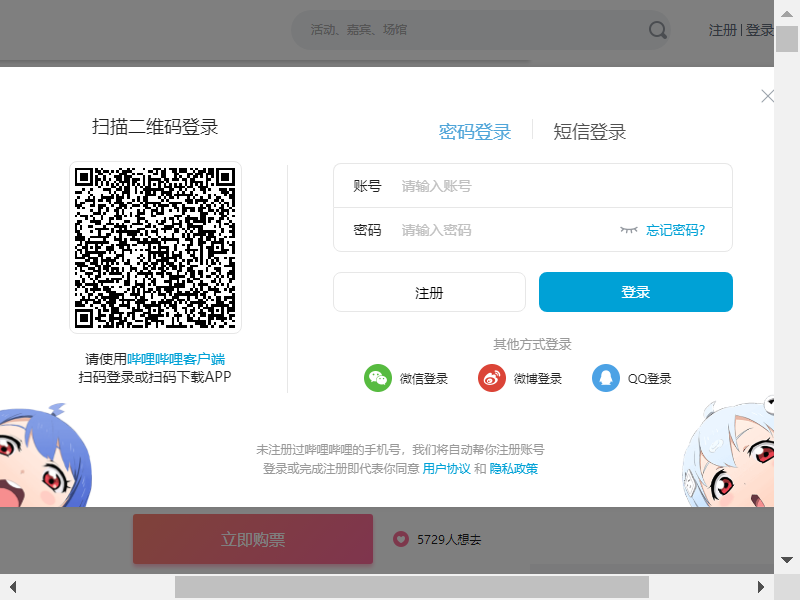 活动、嘉宾、场馆
注册 | 登录
扫描二维码登录
密码登录
短信登录
账号 请输入账号
密码 请输入密码 忘记密码?
注册
登录
其他方式登录
微信登录
微博登录
QQ登录
请使用哔哩哔哩客户端
扫码登录或扫码下载APP
未注册过哔哩哔哩的手机号，我们将自动帮你注册账号
登录或完成注册即代表你同意 用户协议 和 隐私政策
立即购票
5729人想去